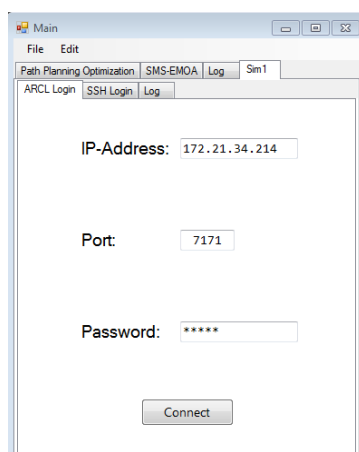 Main
File Edit
Path Planning Optimization SMS-EMOA Log Sim1
ARCL Login SSH Login Log
IP-Address: 172.21.34.214
Port: 7171
Password: *****
Connect